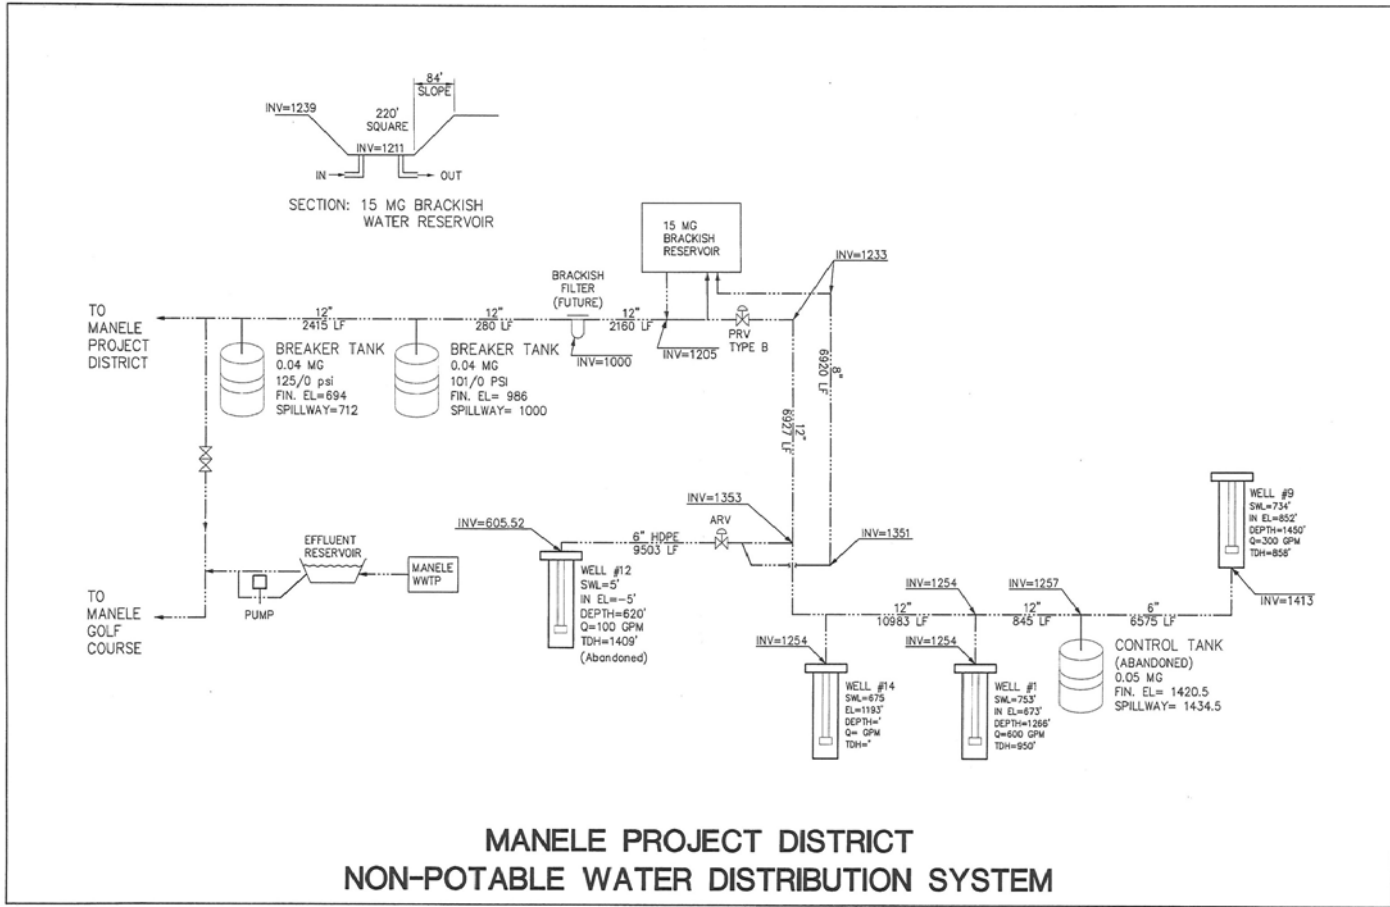 84'
SLOPE
INV=1239
220'
SQUARE
INV=1211
IN
OUT
SECTION: 15 MG BRACKISH
WATER RESERVOIR
15 MG
BRACKISH
RESERVOIR
INV=1233
BRACKISH
FILTER
(FUTURE)
TO
MANELE
PROJECT
DISTRICT
12"
2415 LF
12"
280 LF
12"
2160 LF
PRV
TYPE B
INV=1205
INV=1000
BREAKER TANK
0.04 MG
125/0 psi
FIN. EL=694
SPILLWAY=712
BREAKER TANK
0.04 MG
101/0 PSI
FIN. EL= 986
SPILLWAY= 1000
8"
6920 LF
12"
6927 LF
INV=1353
ARV
INV=1351
INV=605.52
6" HDPE
9503 LF
WELL #12
SWL=5'
IN EL=-5'
DEPTH=620'
Q=100 GPM
TDH=1409'
(Abandoned)
EFFLUENT
RESERVOIR
MANELE
WWTP
PUMP
TO
MANELE
GOLF
COURSE
WELL #9
SWL=734'
IN EL=852'
DEPTH=1450'
Q=300 GPM
TDH=858'
INV=1413
INV=1254
INV=1257
12"
10983 LF
12"
845 LF
6"
6575 LF
INV=1254
INV=1254
WELL #14
SWL=675
EL=1193'
DEPTH='
Q= GPM
TDH='
WELL #1
SWL=753'
IN EL=673'
DEPTH=1266'
Q=600 GPM
TDH=950'
CONTROL TANK
(ABANDONED)
0.05 MG
FIN. EL= 1420.5
SPILLWAY= 1434.5
MANELE PROJECT DISTRICT
NON-POTABLE WATER DISTRIBUTION SYSTEM